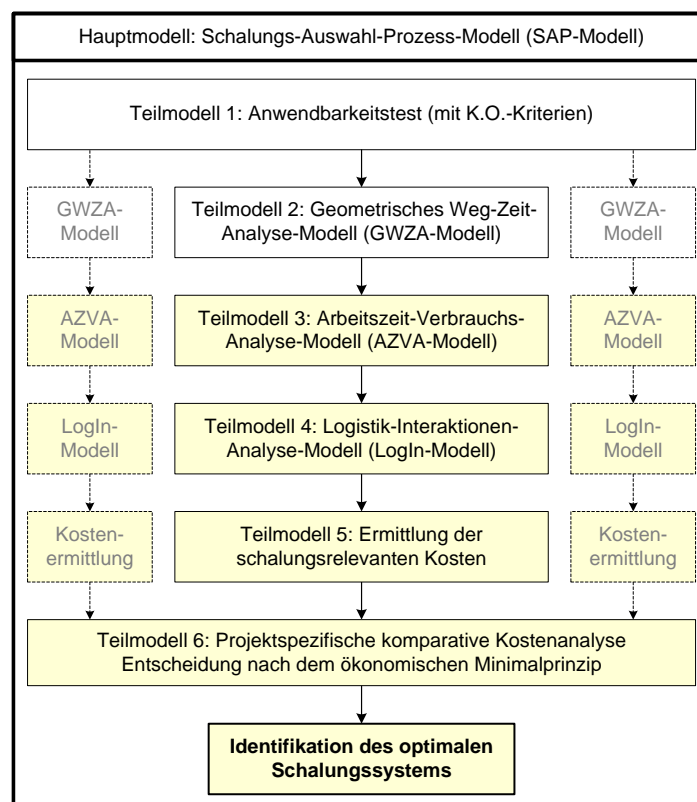 Hauptmodell: Schalungs-Auswahl-Prozess-Modell (SAP-Modell)
Teilmodell 1: Anwendbarkeitstest (mit K.O.-Kriterien)
GWZA-
Modell
Teilmodell 2: Geometrisches Weg-Zeit-
Analyse-Modell (GWZA-Modell)
GWZA-
Modell
AZVA-
Modell
Teilmodell 3: Arbeitszeit-Verbrauchs-
Analyse-Modell (AZVA-Modell)
AZVA-
Modell
LogIn-
Modell
Teilmodell 4: Logistik-Interaktionen-
Analyse-Modell (LogIn-Modell)
LogIn-
Modell
Kosten-
ermittlung
Teilmodell 5: Ermittlung der
schalungsrelevanten Kosten
Kosten-
ermittlung
Teilmodell 6: Projektspezifische komparative Kostenanalyse
Entscheidung nach dem ökonomischen Minimalprinzip
Identifikation des optimalen
Schalungssystems